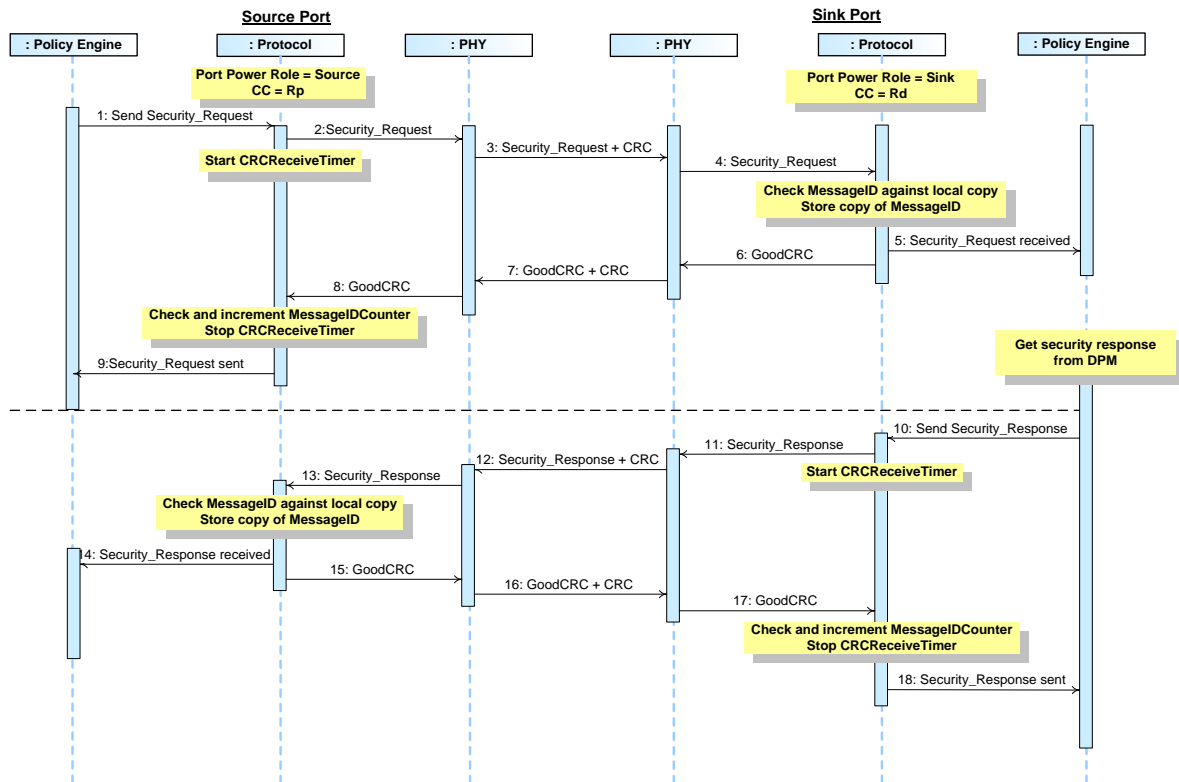 Source Port
Sink Port
: Policy Engine
: Protocol
: PHY
: PHY
: Protocol
: Policy Engine
Port Power Role = Source
CC = Rp
Port Power Role = Sink
CC = Rd
1: Send Security_Request
2:Security_Request
Start CRCReceiveTimer
3: Security_Request + CRC
4: Security_Request
Check MessageID against local copy
Store copy of MessageID
5: Security_Request received
6: GoodCRC
7: GoodCRC + CRC
8: GoodCRC
Check and increment MessageIDCounter
Stop CRCReceiveTimer
Get security response
from DPM
9:Security_Request sent
10: Send Security_Response
11: Security_Response
12: Security_Response + CRC
Start CRCReceiveTimer
13: Security_Response
Check MessageID against local copy
Store copy of MessageID
14: Security_Response received
15: GoodCRC
16: GoodCRC + CRC
17: GoodCRC
Check and increment MessageIDCounter
Stop CRCReceiveTimer
18: Security_Response sent